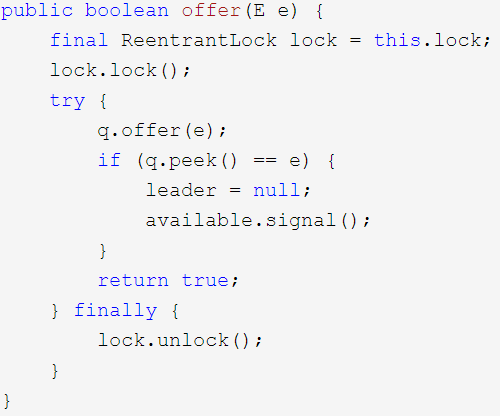 public boolean offer(E e) {
    final ReentrantLock lock = this.lock;
    lock.lock();
    try {
        q.offer(e);
        if (q.peek() == e) {
            leader = null;
            available.signal();
        }
        return true;
    } finally {
        lock.unlock();
    }
}